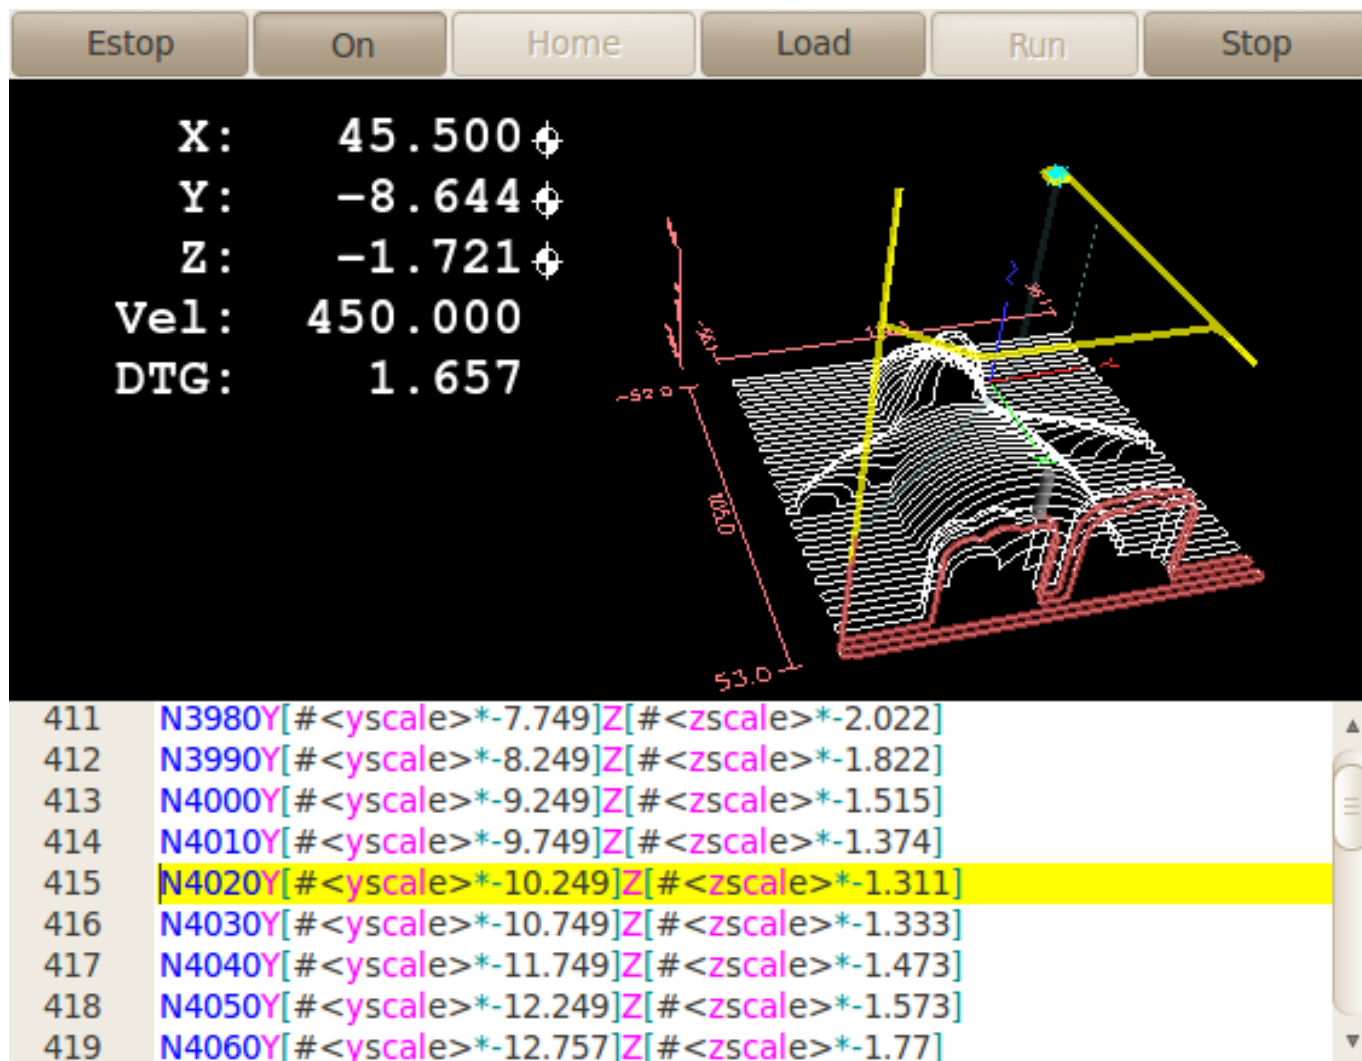 Estop On Home Load Run Stop
X: 45.500
Y: -8.644
Z: -1.721
Vel: 450.000
DTG: 1.657
-52.0
105.0
53.0
411 N3980Y[#<yscale>*-7.749]Z[#<zscale>*-2.022]
412 N3990Y[#<yscale>*-8.249]Z[#<zscale>*-1.822]
413 N4000Y[#<yscale>*-9.249]Z[#<zscale>*-1.515]
414 N4010Y[#<yscale>*-9.749]Z[#<zscale>*-1.374]
415 N4020Y[#<yscale>*-10.249]Z[#<zscale>*-1.311]
416 N4030Y[#<yscale>*-10.749]Z[#<zscale>*-1.333]
417 N4040Y[#<yscale>*-11.749]Z[#<zscale>*-1.473]
418 N4050Y[#<yscale>*-12.249]Z[#<zscale>*-1.573]
419 N4060Y[#<yscale>*-12.757]Z[#<zscale>*-1.77]